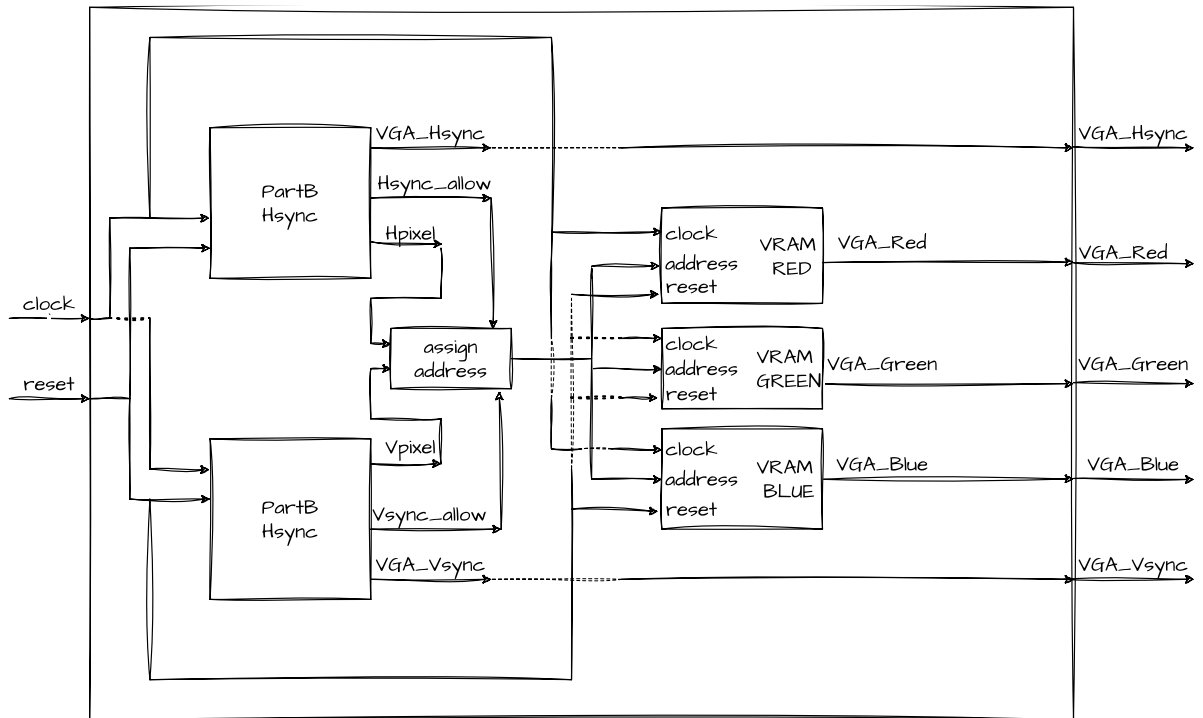 VGA_Hsync
VGA_Hsync
Hsync_allow
PartB
Hsync
Hpixel
clock
address
reset
VRAM
RED
VGA_Red
VGA_Red
clock
reset
assign
address
clock
address
reset
VRAM
GREEN
VGA_Green
VGA_Green
Vpixel
clock
address
reset
VRAM
BLUE
VGA_Blue
VGA_Blue
PartB
Hsync
Vsync_allow
VGA_Vsync
VGA_Vsync